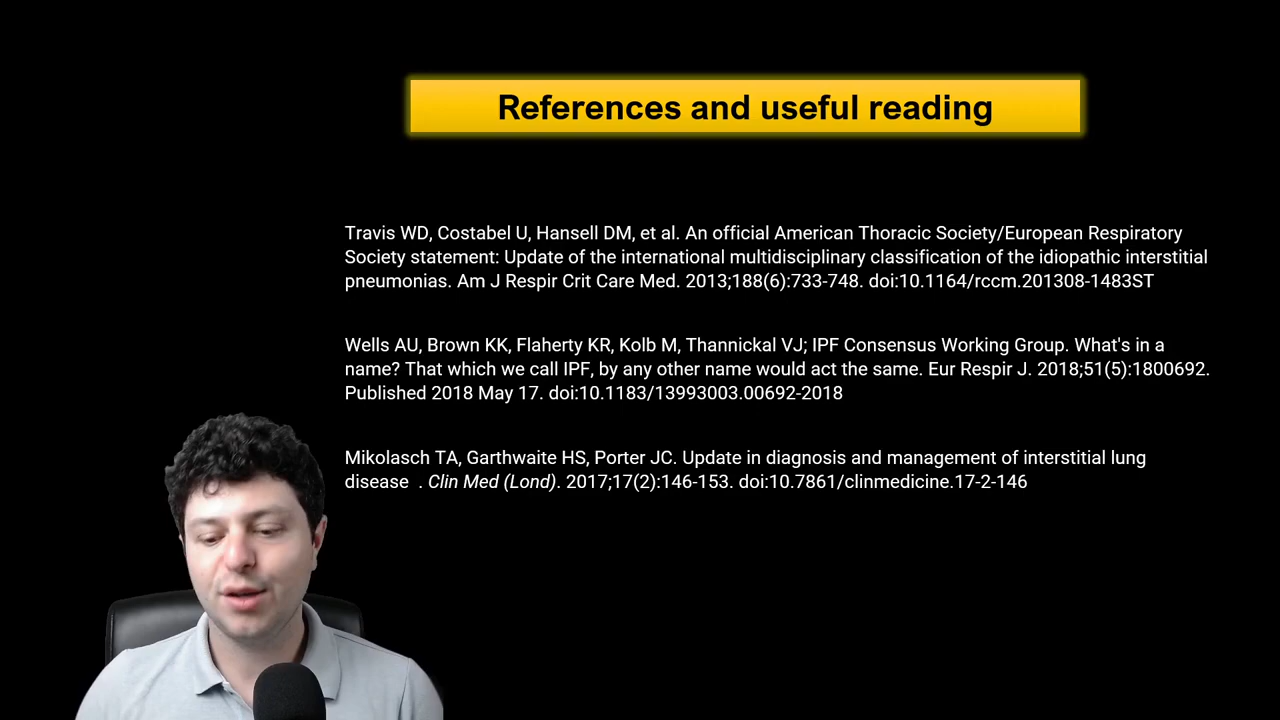 References and useful reading
Travis WD, Costabel U, Hansell DM, et al. An official American Thoracic Society/European Respiratory
Society statement: Update of the international multidisciplinary classification of the idiopathic interstitial
pneumonias. Am J Respir Crit Care Med. 2013;188(6):733-748. doi:10.1164/rccm.201308-1483ST
Wells AU, Brown KK, Flaherty KR, Kolb M, Thannickal VJ; IPF Consensus Working Group. What's in a
name? That which we call IPF, by any other name would act the same. Eur Respir J. 2018;51(5):1800692.
Published 2018 May 17. doi:10.1183/13993003.00692-2018
Mikolasch TA, Garthwaite HS, Porter JC. Update in diagnosis and management of interstitial lung
disease . Clin Med (Lond). 2017;17(2):146-153. doi:10.7861/clinmedicine.17-2-146